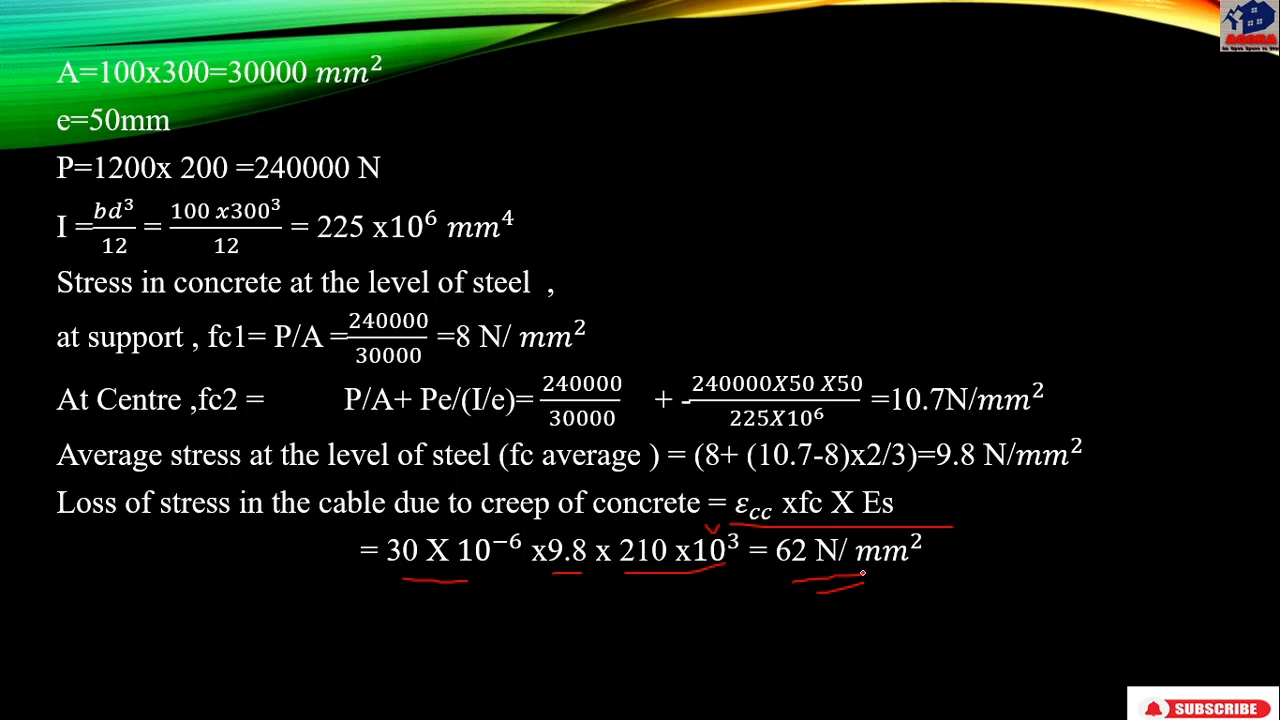 A=100x300=30000 mm²
e=50mm
P=1200x 200 =240000 N
I =bd³/12 = 100 x300³/12 = 225 x10⁶ mm⁴
Stress in concrete at the level of steel ,
at support , fc1= P/A =240000/30000 =8 N/ mm²
At Centre ,fc2 = P/A+ Pe/(I/e)= 240000/30000 + -240000X50 X50/225X10⁶ =10.7N/mm²
Average stress at the level of steel (fc average ) = (8+ (10.7-8)x2/3)=9.8 N/mm²
Loss of stress in the cable due to creep of concrete = ε_cc xfc X Es
= 30 X 10⁻⁶ x9.8 x 210 x10³ = 62 N/ mm²
SUBSCRIBE